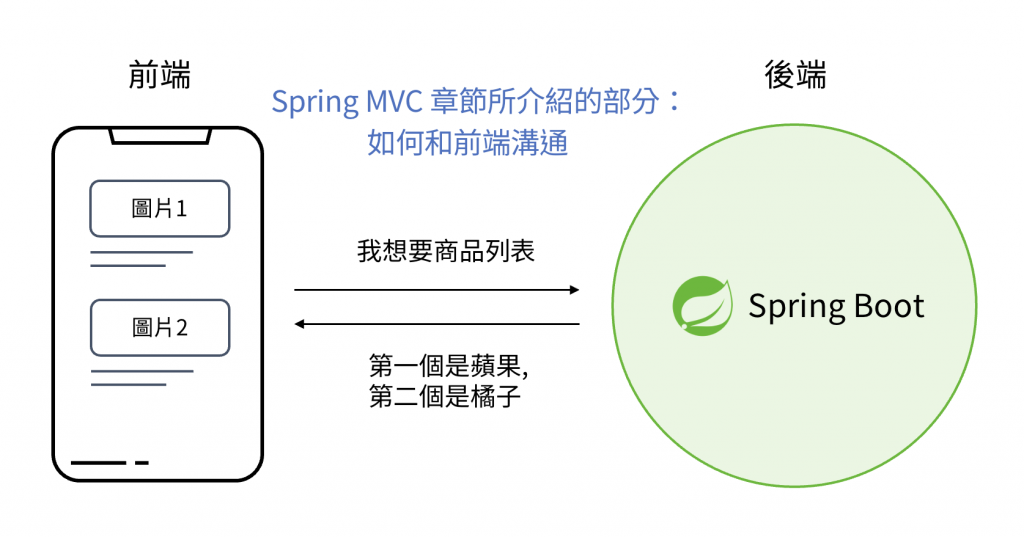 前端
後端
Spring MVC 章節所介紹的部分：
如何和前端溝通
圖片1
圖片2
我想要商品列表
第一個是蘋果,
第二個是橘子
Spring Boot